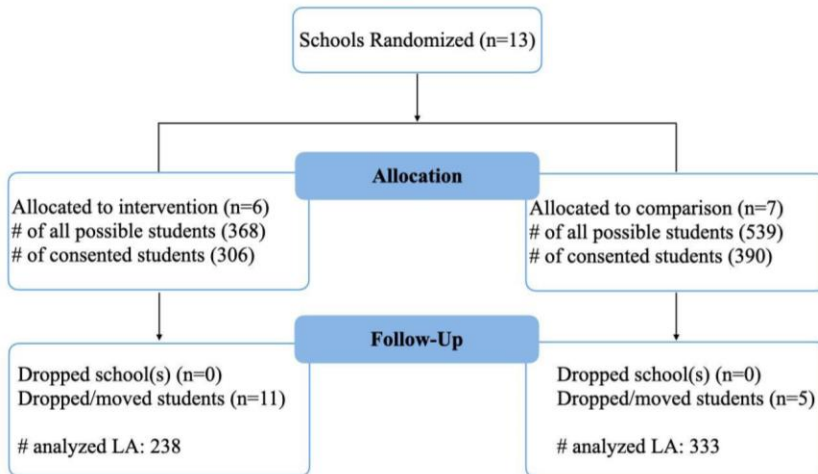 Schools Randomized (n=13)
Allocation
Allocated to intervention (n=6)
# of all possible students (368)
# of consented students (306)
Allocated to comparison (n=7)
# of all possible students (539)
# of consented students (390)
Follow-Up
Dropped school(s) (n=0)
Dropped/moved students (n=11)
# analyzed LA: 238
Dropped school(s) (n=0)
Dropped/moved students (n=5)
# analyzed LA: 333